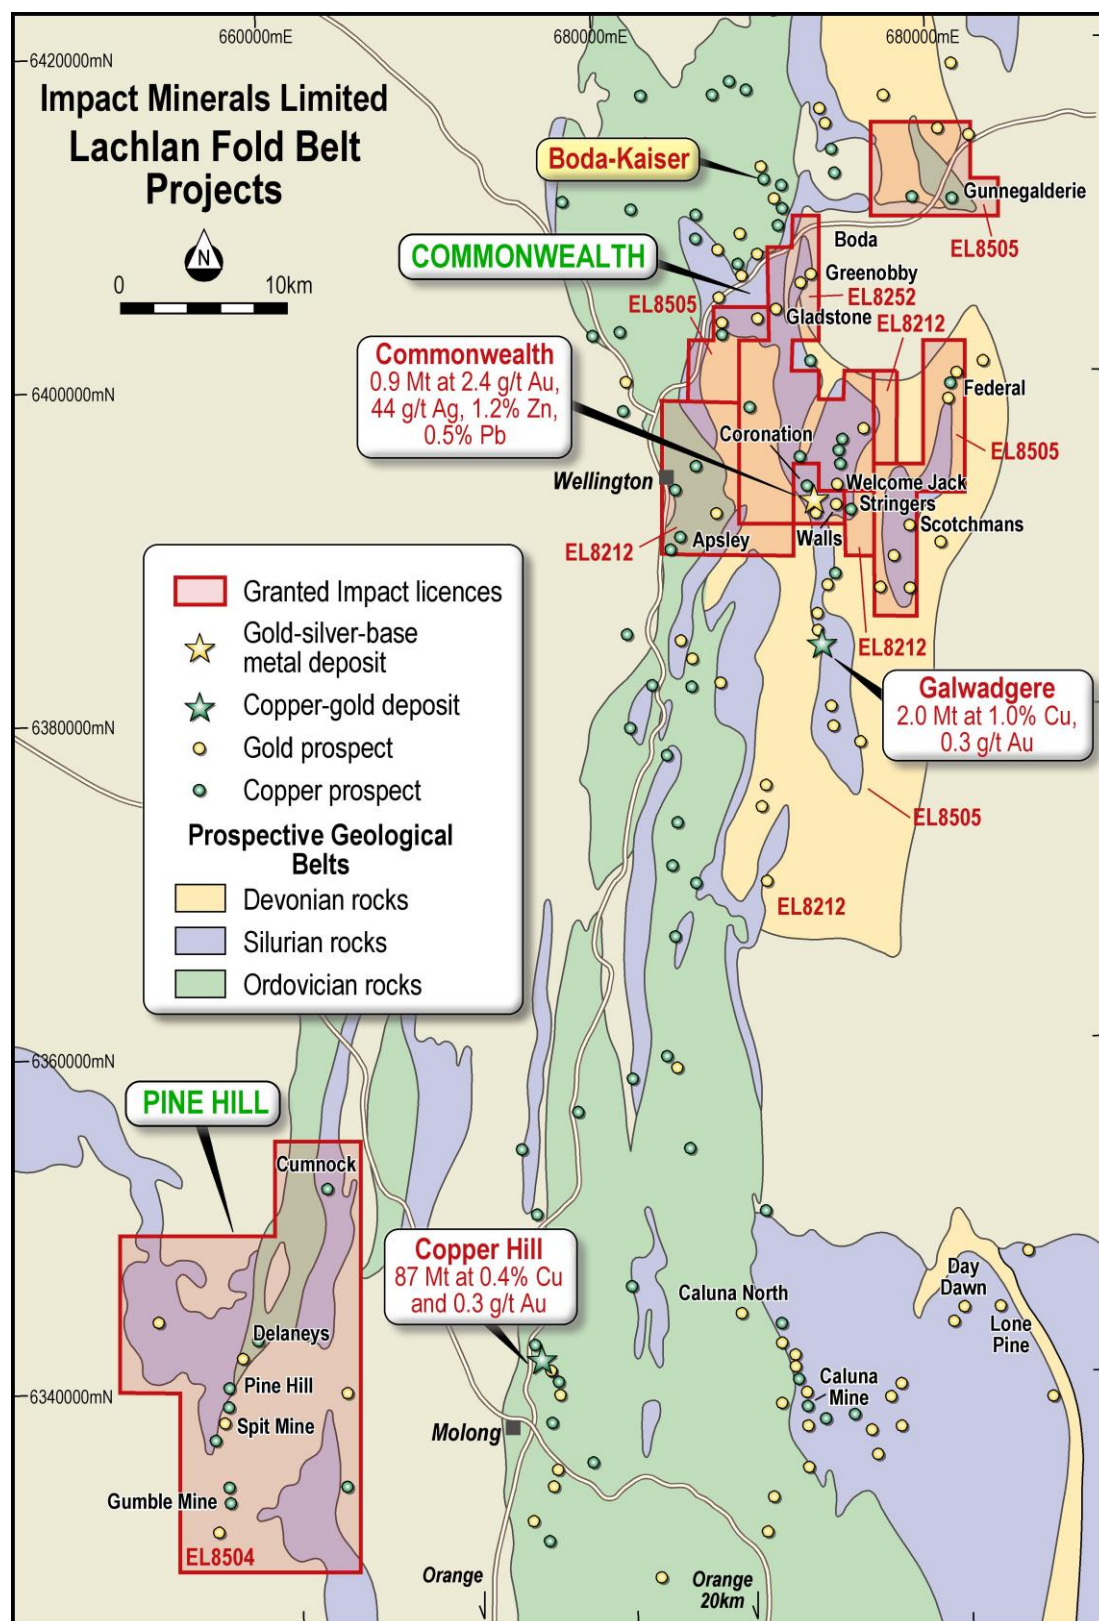 660000mE
680000mE
680000mE
6420000mN
Impact Minerals Limited
Lachlan Fold Belt
Projects
N
0
10km
Boda-Kaiser
Gunnegalderie
EL8505
COMMONWEALTH
Boda
Greenobby
EL8505
EL8252
Gladstone
EL8212
Commonwealth
0.9 Mt at 2.4 g/t Au,
44 g/t Ag, 1.2% Zn,
0.5% Pb
6400000mN
Federal
Coronation
EL8505
Wellington
Welcome Jack
Stringers
Scotchmans
Walls
Apsley
EL8212
EL8212
Granted Impact licences
Gold-silver-base
metal deposit
Copper-gold deposit
Gold prospect
Copper prospect
Prospective Geological
Belts
Devonian rocks
Silurian rocks
Ordovician rocks
Galwadgere
2.0 Mt at 1.0% Cu,
0.3 g/t Au
6380000mN
EL8505
EL8212
6360000mN
PINE HILL
Cumnock
Copper Hill
87 Mt at 0.4% Cu
and 0.3 g/t Au
Caluna North
Day
Dawn
Lone
Pine
Delaneys
Pine Hill
6340000mN
Caluna
Mine
Spit Mine
Molong
Gumble Mine
EL8504
Orange
Orange
20km